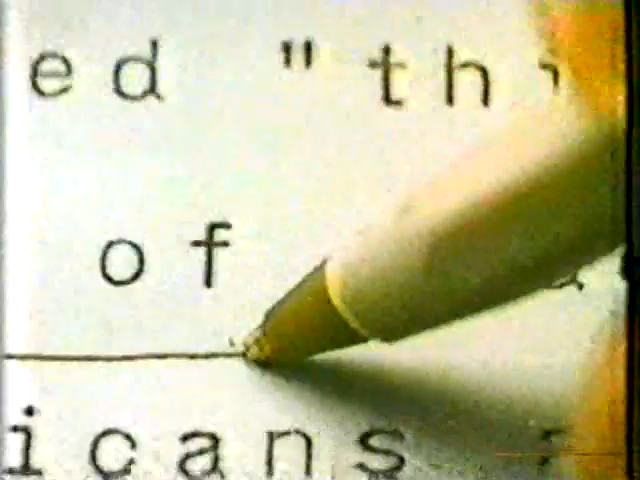 ed "th
of
icans